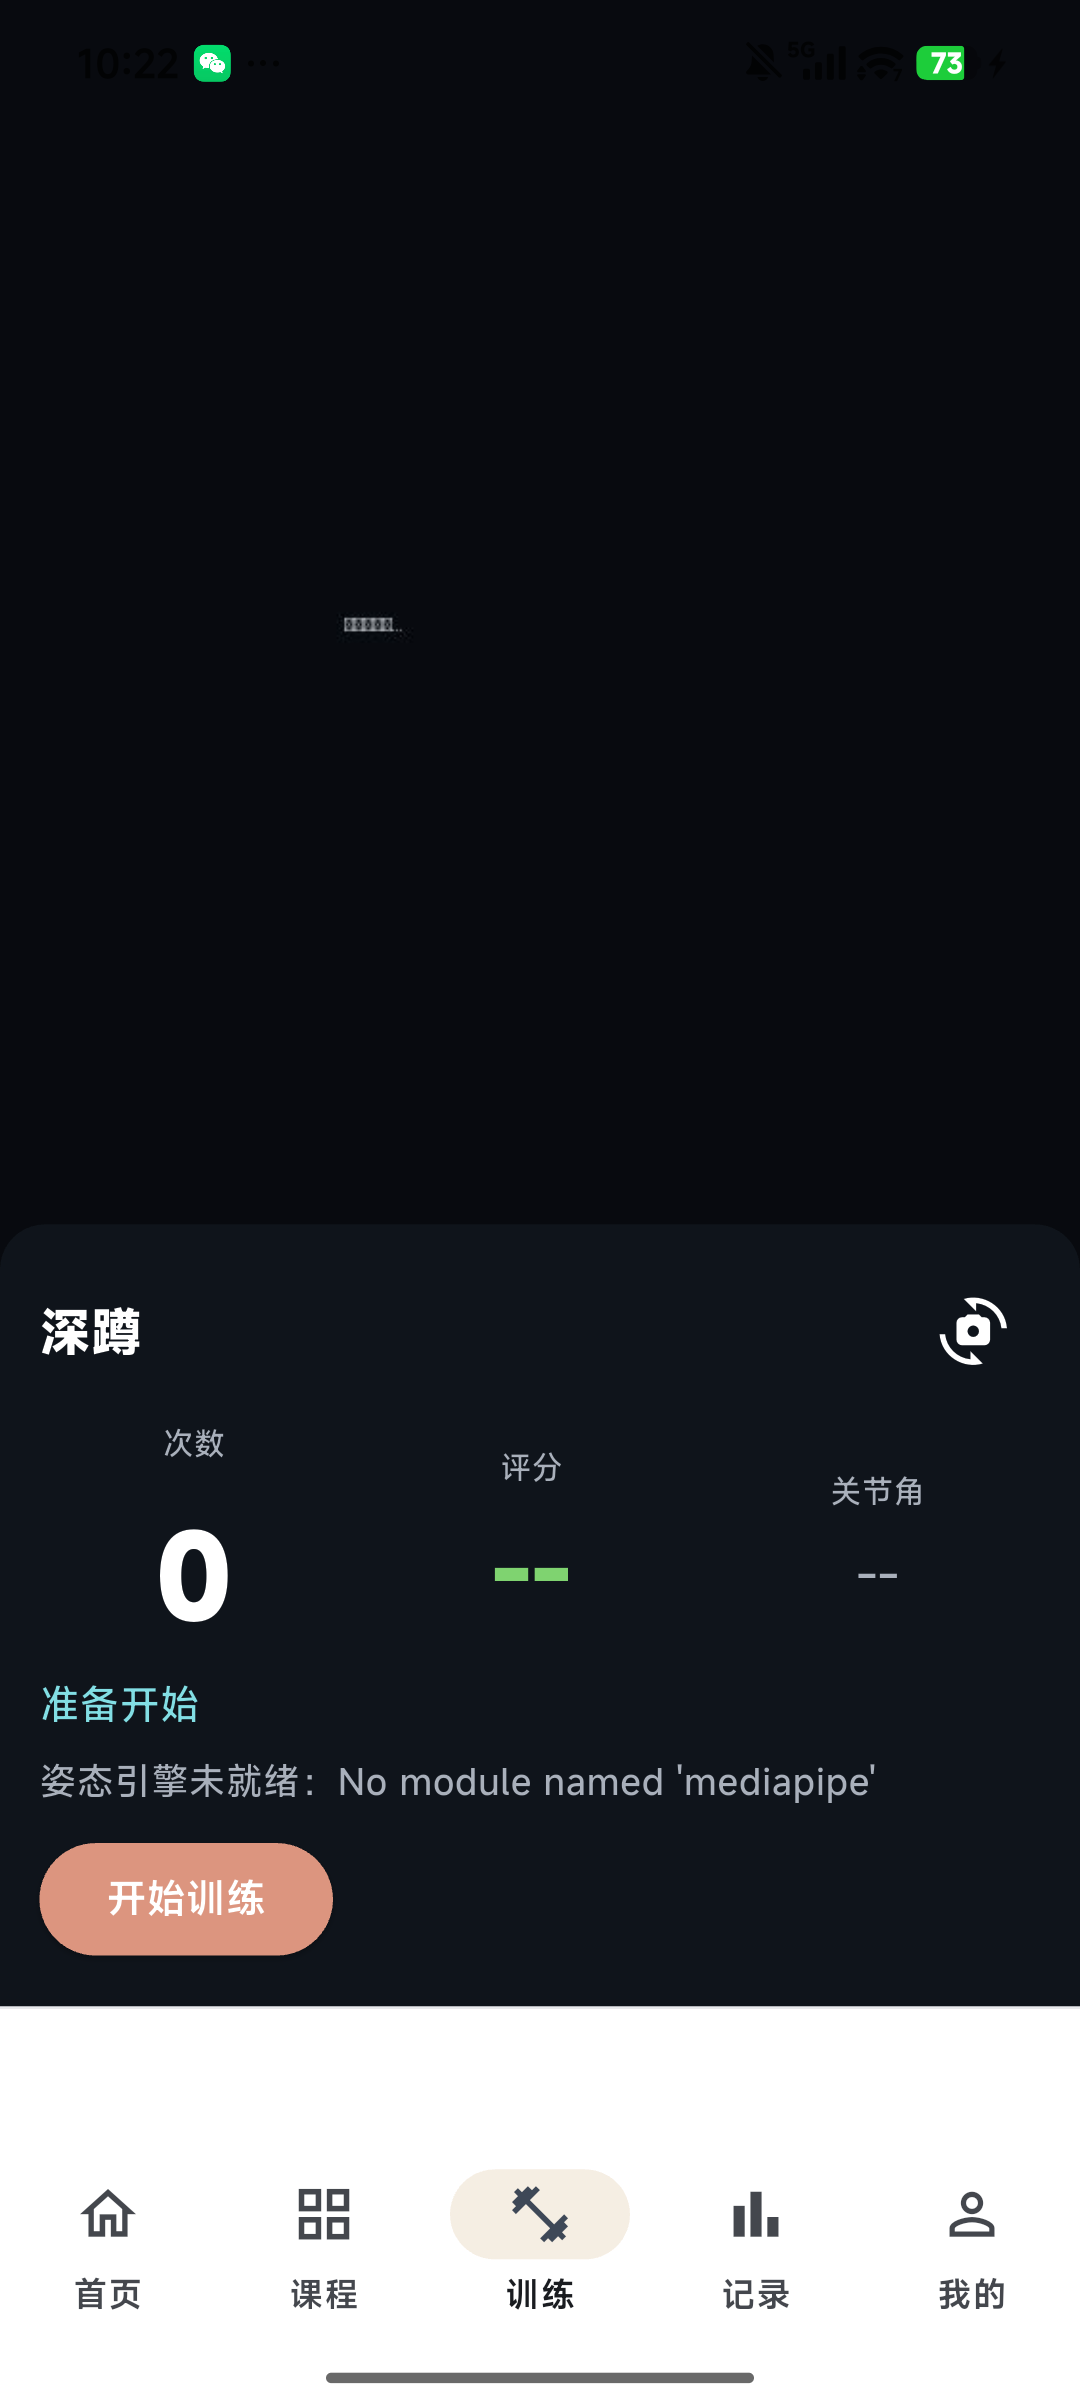 10:22 ...
5G 73
...
深蹲
次数
评分
关节角
0
--
--
准备开始
姿态引擎未就绪：No module named 'mediapipe'
开始训练
首页
课程
训练
记录
我的